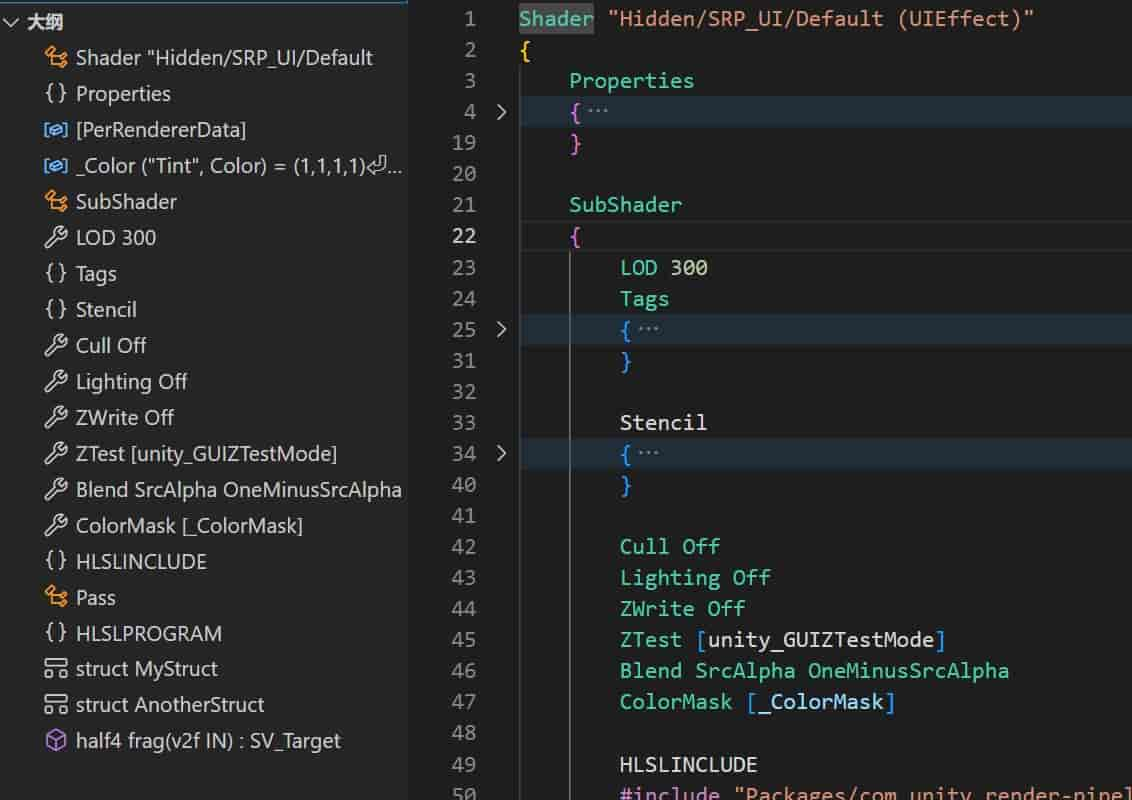 大纲
Shader "Hidden/SRP_UI/Default
{} Properties
[PerRendererData]
_Color ("Tint", Color) = (1,1,1,1)⏎...
SubShader
LOD 300
{} Tags
{} Stencil
Cull Off
Lighting Off
ZWrite Off
ZTest [unity_GUIZTestMode]
Blend SrcAlpha OneMinusSrcAlpha
ColorMask [_ColorMask]
{} HLSLINCLUDE
Pass
{} HLSLPROGRAM
struct MyStruct
struct AnotherStruct
half4 frag(v2f IN) : SV_Target
1 Shader "Hidden/SRP_UI/Default (UIEffect)"
2 {
3 Properties
4 > { ...
19 }
20
21 SubShader
22 {
23 LOD 300
24 Tags
25 > { ...
31 }
32
33 Stencil
34 > { ...
40 }
41
42 Cull Off
43 Lighting Off
44 ZWrite Off
45 ZTest [unity_GUIZTestMode]
46 Blend SrcAlpha OneMinusSrcAlpha
47 ColorMask [_ColorMask]
48
49 HLSLINCLUDE
50 #include "Packages/com.unity.render-pipel